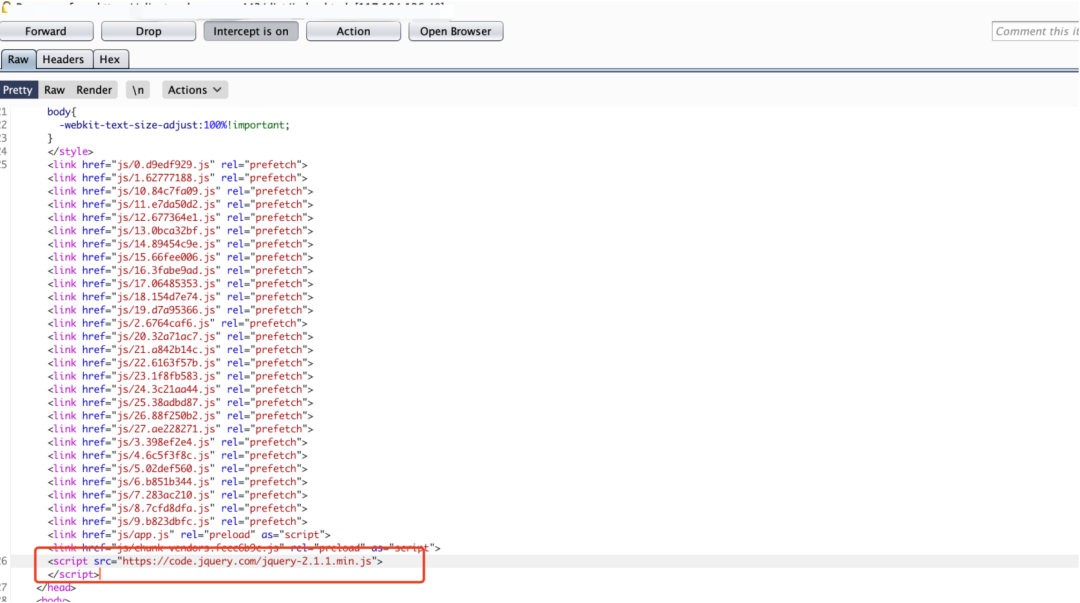 Forward Drop Intercept is on Action Open Browser Comment this it
Raw Headers Hex
Pretty Raw Render \n Actions
body{
22 -webkit-text-size-adjust:100%!important;
}
</style>
<link href="js/0.d9edf929.js" rel="prefetch">
<link href="js/1.62777188.js" rel="prefetch">
<link href="js/10.84c7fa09.js" rel="prefetch">
<link href="js/11.e7da50d2.js" rel="prefetch">
<link href="js/12.677364e1.js" rel="prefetch">
<link href="js/13.0bca32bf.js" rel="prefetch">
<link href="js/14.89454c9e.js" rel="prefetch">
<link href="js/15.66fee006.js" rel="prefetch">
<link href="js/16.3fabe9ad.js" rel="prefetch">
<link href="js/17.06485353.js" rel="prefetch">
<link href="js/18.154d7e74.js" rel="prefetch">
<link href="js/19.d7a95366.js" rel="prefetch">
<link href="js/2.6764caf6.js" rel="prefetch">
<link href="js/20.32a71ac7.js" rel="prefetch">
<link href="js/21.a842b14c.js" rel="prefetch">
<link href="js/22.6163f57b.js" rel="prefetch">
<link href="js/23.1f8fb583.js" rel="prefetch">
<link href="js/24.3c21aa44.js" rel="prefetch">
<link href="js/25.38adbd87.js" rel="prefetch">
<link href="js/26.88f250b2.js" rel="prefetch">
<link href="js/27.ae228271.js" rel="prefetch">
<link href="js/3.398ef2e4.js" rel="prefetch">
<link href="js/4.6c5f3f8c.js" rel="prefetch">
<link href="js/5.02def560.js" rel="prefetch">
<link href="js/6.b851b344.js" rel="prefetch">
<link href="js/7.283ac210.js" rel="prefetch">
<link href="js/8.7cfd8dfa.js" rel="prefetch">
<link href="js/9.b823dbfc.js" rel="prefetch">
<link href="js/app.js" rel="preload" as="script">
<link href="js/chunk-vendors.fccc6b9c.js" rel="preload" as="script">
<script src="https://code.jquery.com/jquery-2.1.1.min.js">
</script>
</head>
<body>